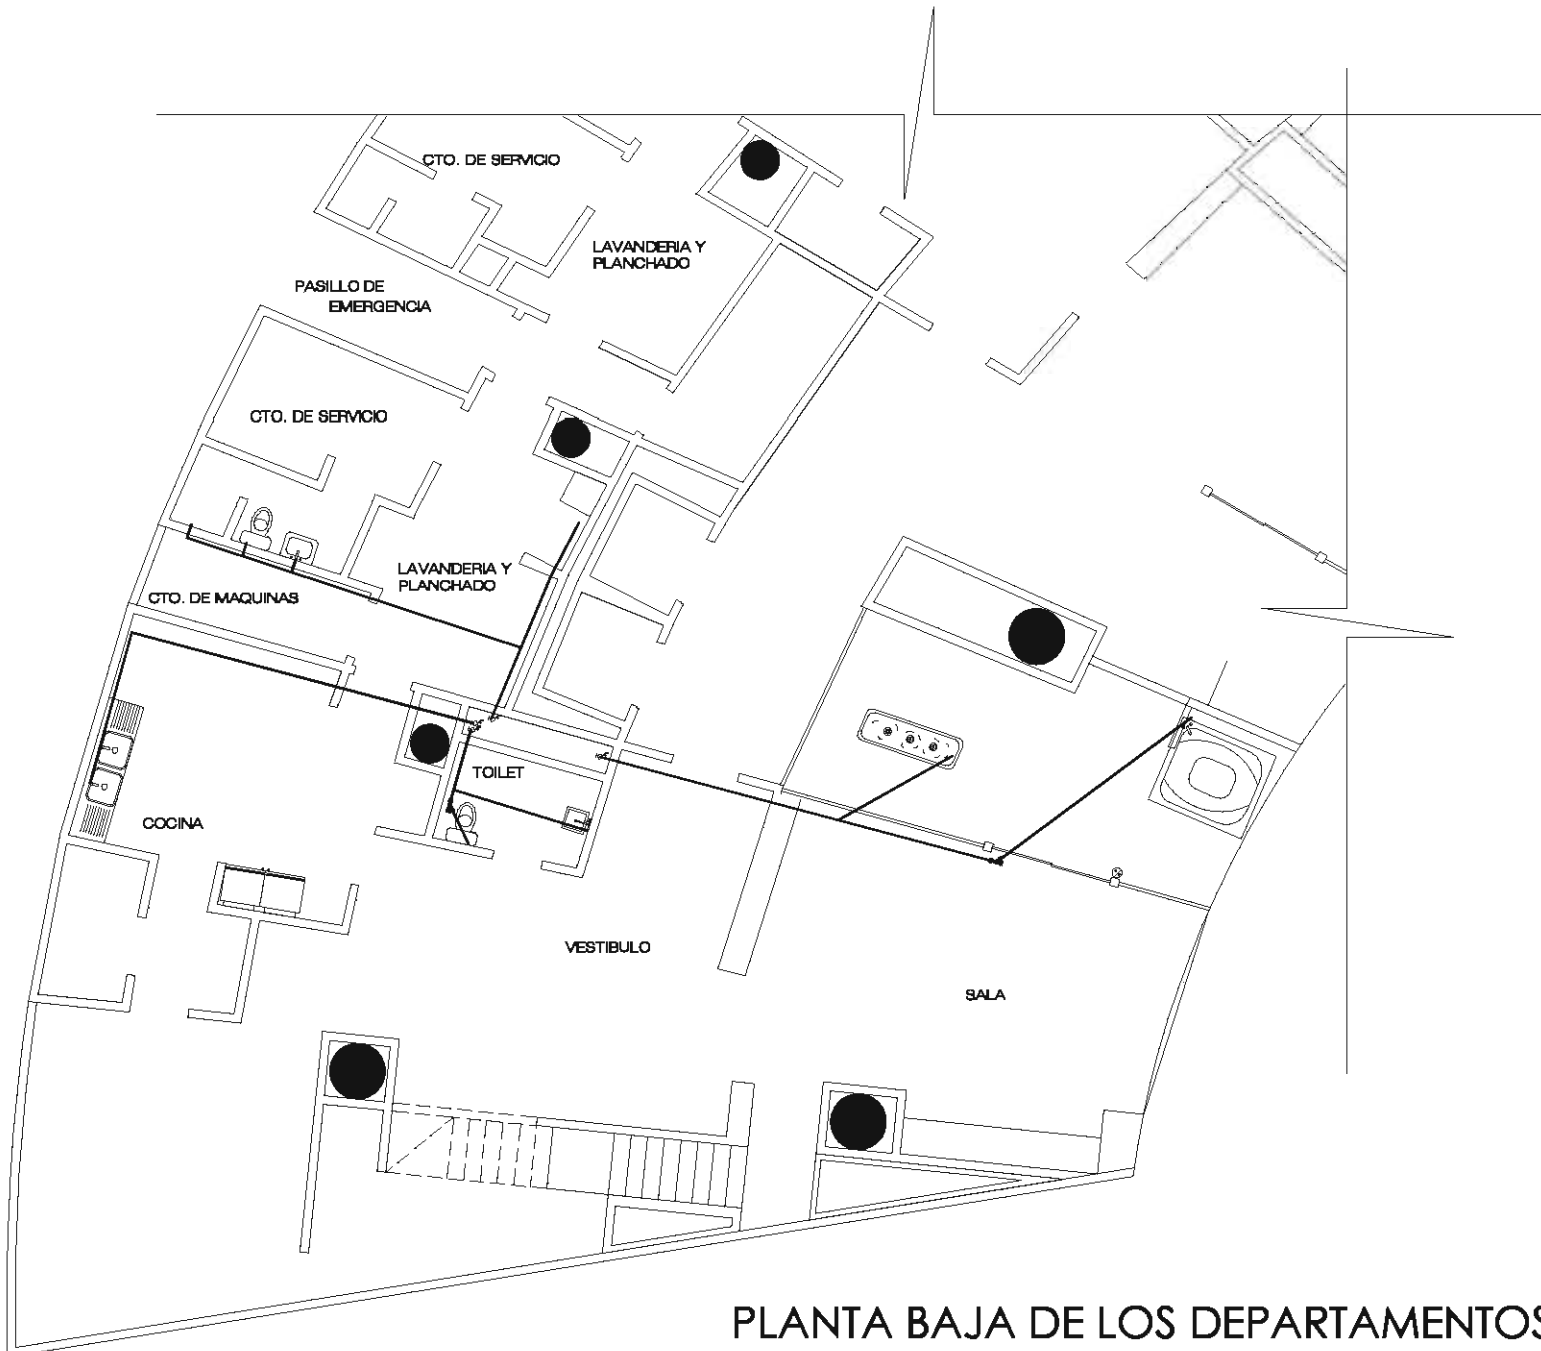 CTO. DE SERVICIO
LAVANDERIA Y
PLANCHADO
PASILLO DE
EMERGENCIA
CTO. DE SERVICIO
LAVANDERIA Y
PLANCHADO
CTO. DE MAQUINAS
TOILET
COCINA
VESTIBULO
SALA
PLANTA BAJA DE LOS DEPARTAMENTOS